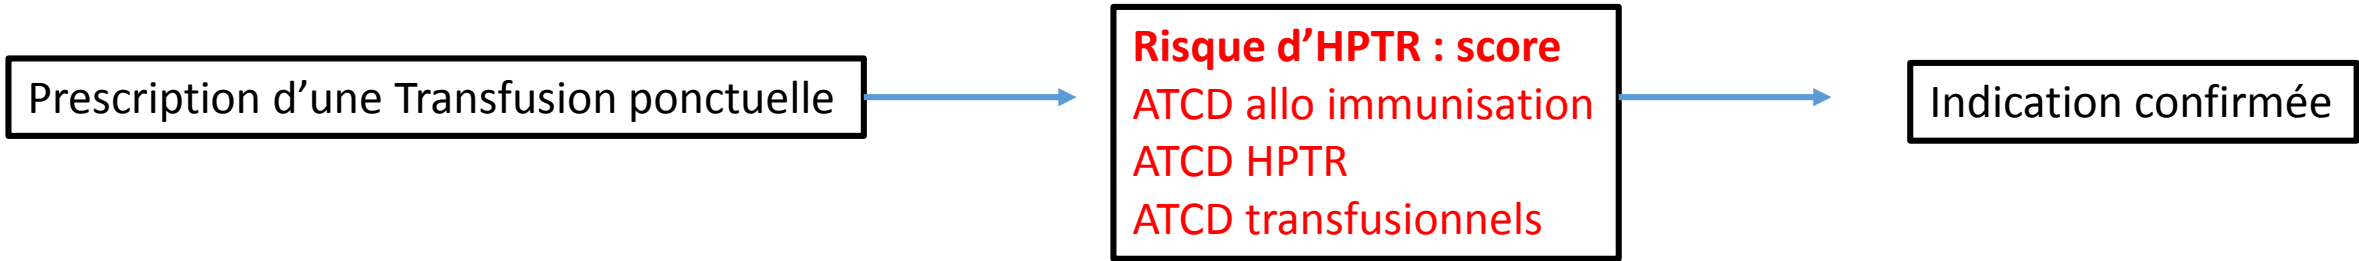 Prescription d’une Transfusion ponctuelle
Risque d’HPTR : score
ATCD allo immunisation
ATCD HPTR
ATCD transfusionnels
Indication confirmée